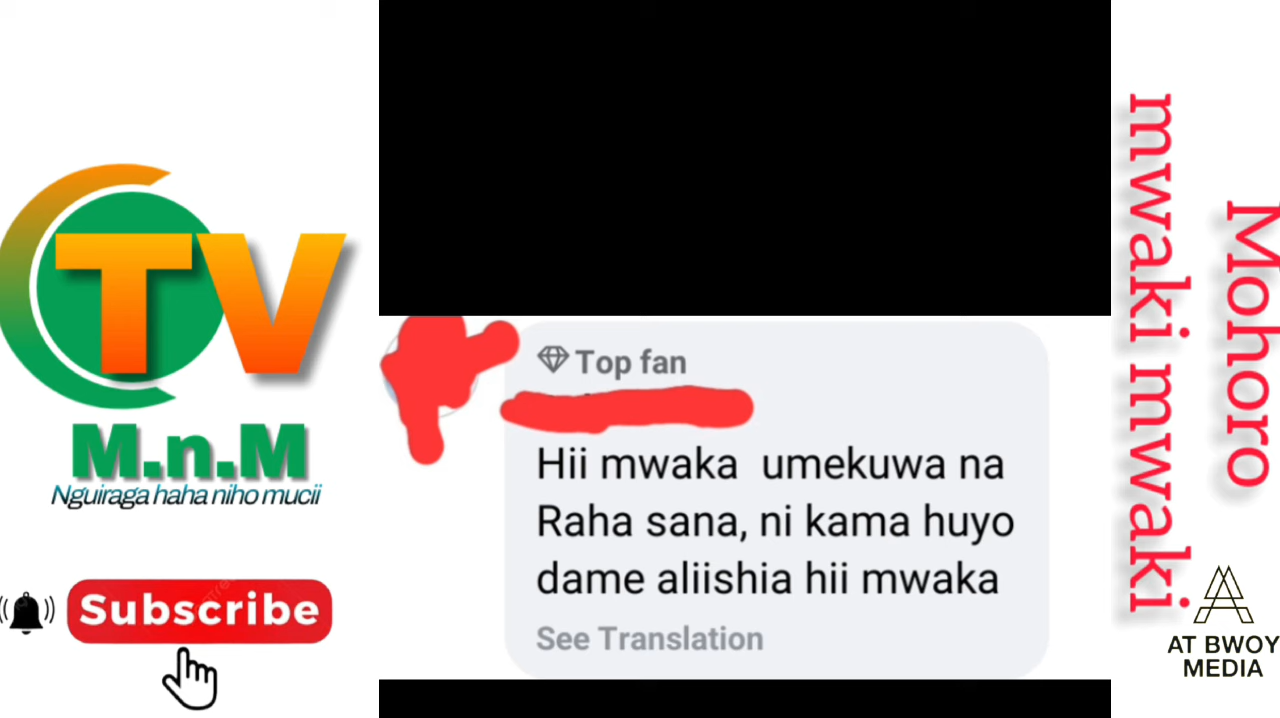 TV
M.n.M
Nguiraga haha niho mucii
Subscribe
Top fan
Hii mwaka umekuwa na
Raha sana, ni kama huyo
dame aliishia hii mwaka
See Translation
Mohoro
mwaki mwaki
AT BWOY
MEDIA